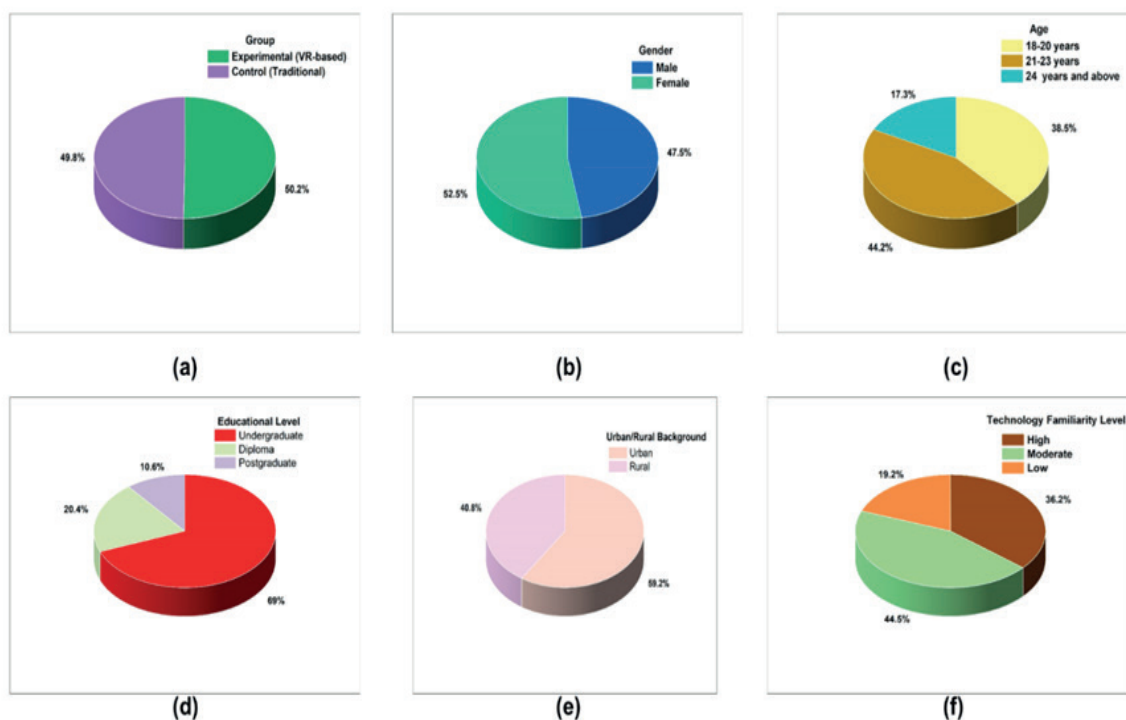 Group
Experimental (VR-based)
Control (Traditional)
49.8%
50.2%
(a)
Gender
Male
Female
47.5%
52.5%
(b)
Age
18-20 years
21-23 years
24 years and above
17.3%
38.5%
44.2%
(c)
Educational Level
Undergraduate
Diploma
Postgraduate
10.6%
20.4%
69%
(d)
Urban/Rural Background
Urban
Rural
40.8%
59.2%
(e)
Technology Familiarity Level
High
Moderate
Low
19.2%
36.2%
44.5%
(f)